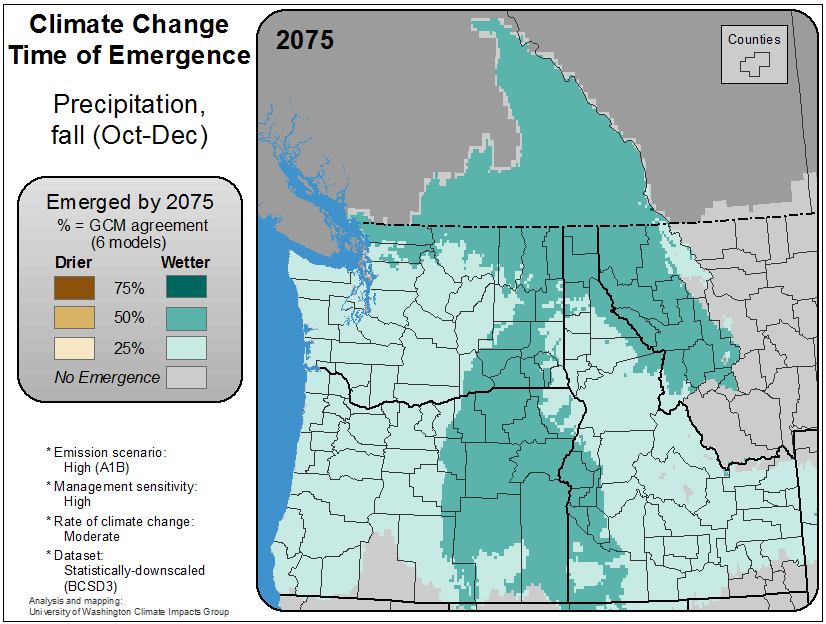 Climate Change
Time of Emergence
Precipitation,
fall (Oct-Dec)
Emerged by 2075
% = GCM agreement
(6 models)
Drier Wetter
75%
50%
25%
No Emergence
* Emission scenario:
High (A1B)
* Management sensitivity:
High
* Rate of climate change:
Moderate
* Dataset:
Statistically-downscaled
(BCSD3)
Analysis and mapping:
University of Washington Climate Impacts Group
2075
Counties